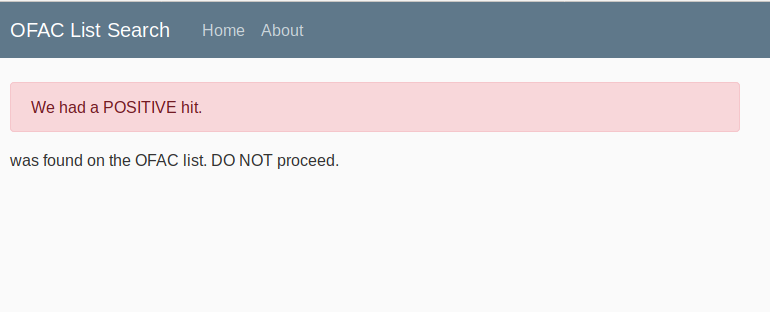 OFAC List Search Home About
We had a POSITIVE hit.
was found on the OFAC list. DO NOT proceed.